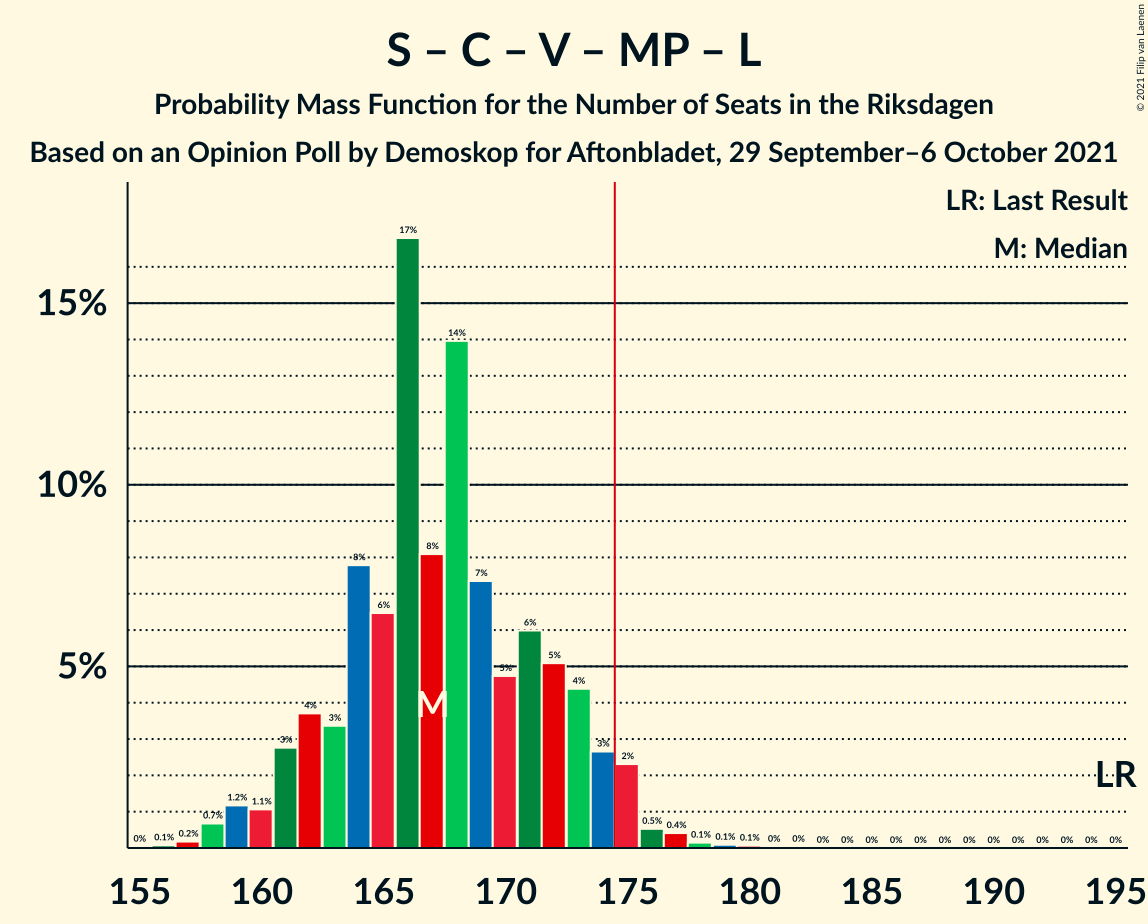 S – C – V – MP – L
Probability Mass Function for the Number of Seats in the Riksdagen
Based on an Opinion Poll by Demoskop for Aftonbladet, 29 September–6 October 2021
© 2021 Filip van Laenen
LR: Last Result
M: Median
15%
10%
5%
0% 0.1% 0.2% 0.7% 1.2% 1.1% 3% 4% 3% 8% 6% 17% 8% 14% 7% 5% 6% 5% 4% 3% 2% 0.5% 0.4% 0.1% 0.1% 0.1% 0% 0% 0% 0% 0% 0% 0% 0% 0% 0% 0% 0% 0% 0% 0%
M
LR
155 160 165 170 175 180 185 190 195